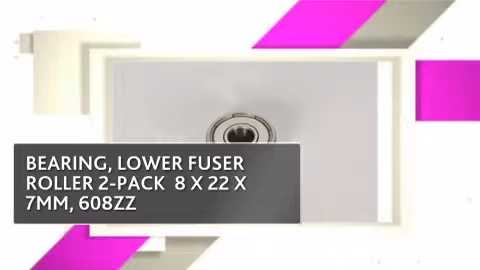 BEARING, LOWER FUSER
ROLLER 2-PACK 8 X 22 X
7MM, 608ZZ